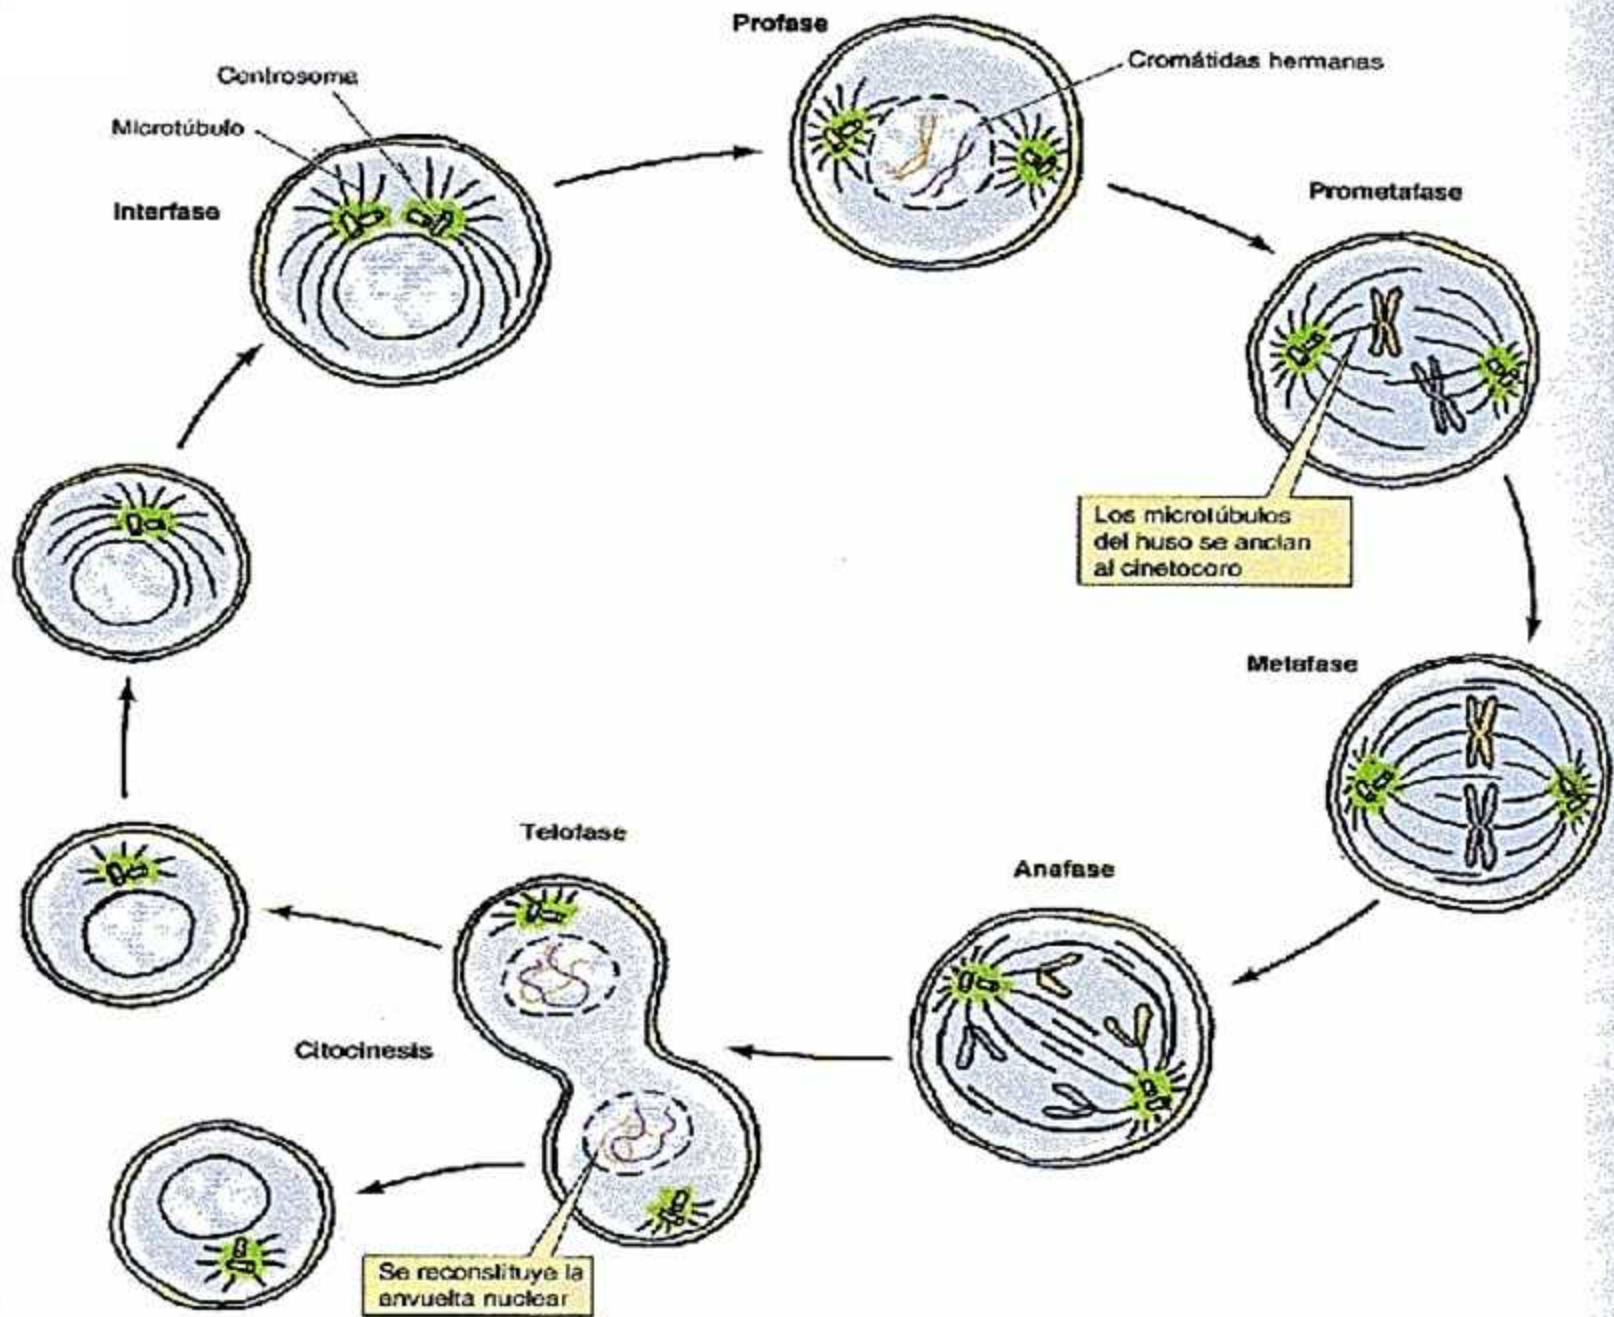 Profase
Cromátidas hermanas
Centrosoma
Microtúbulo
Interfase
Prometafase
Los microtúbulos
del huso se anclan
al cinetocoro
Metafase
Telofase
Anafase
Citocinesis
Se reconstituye la
envuelta nuclear